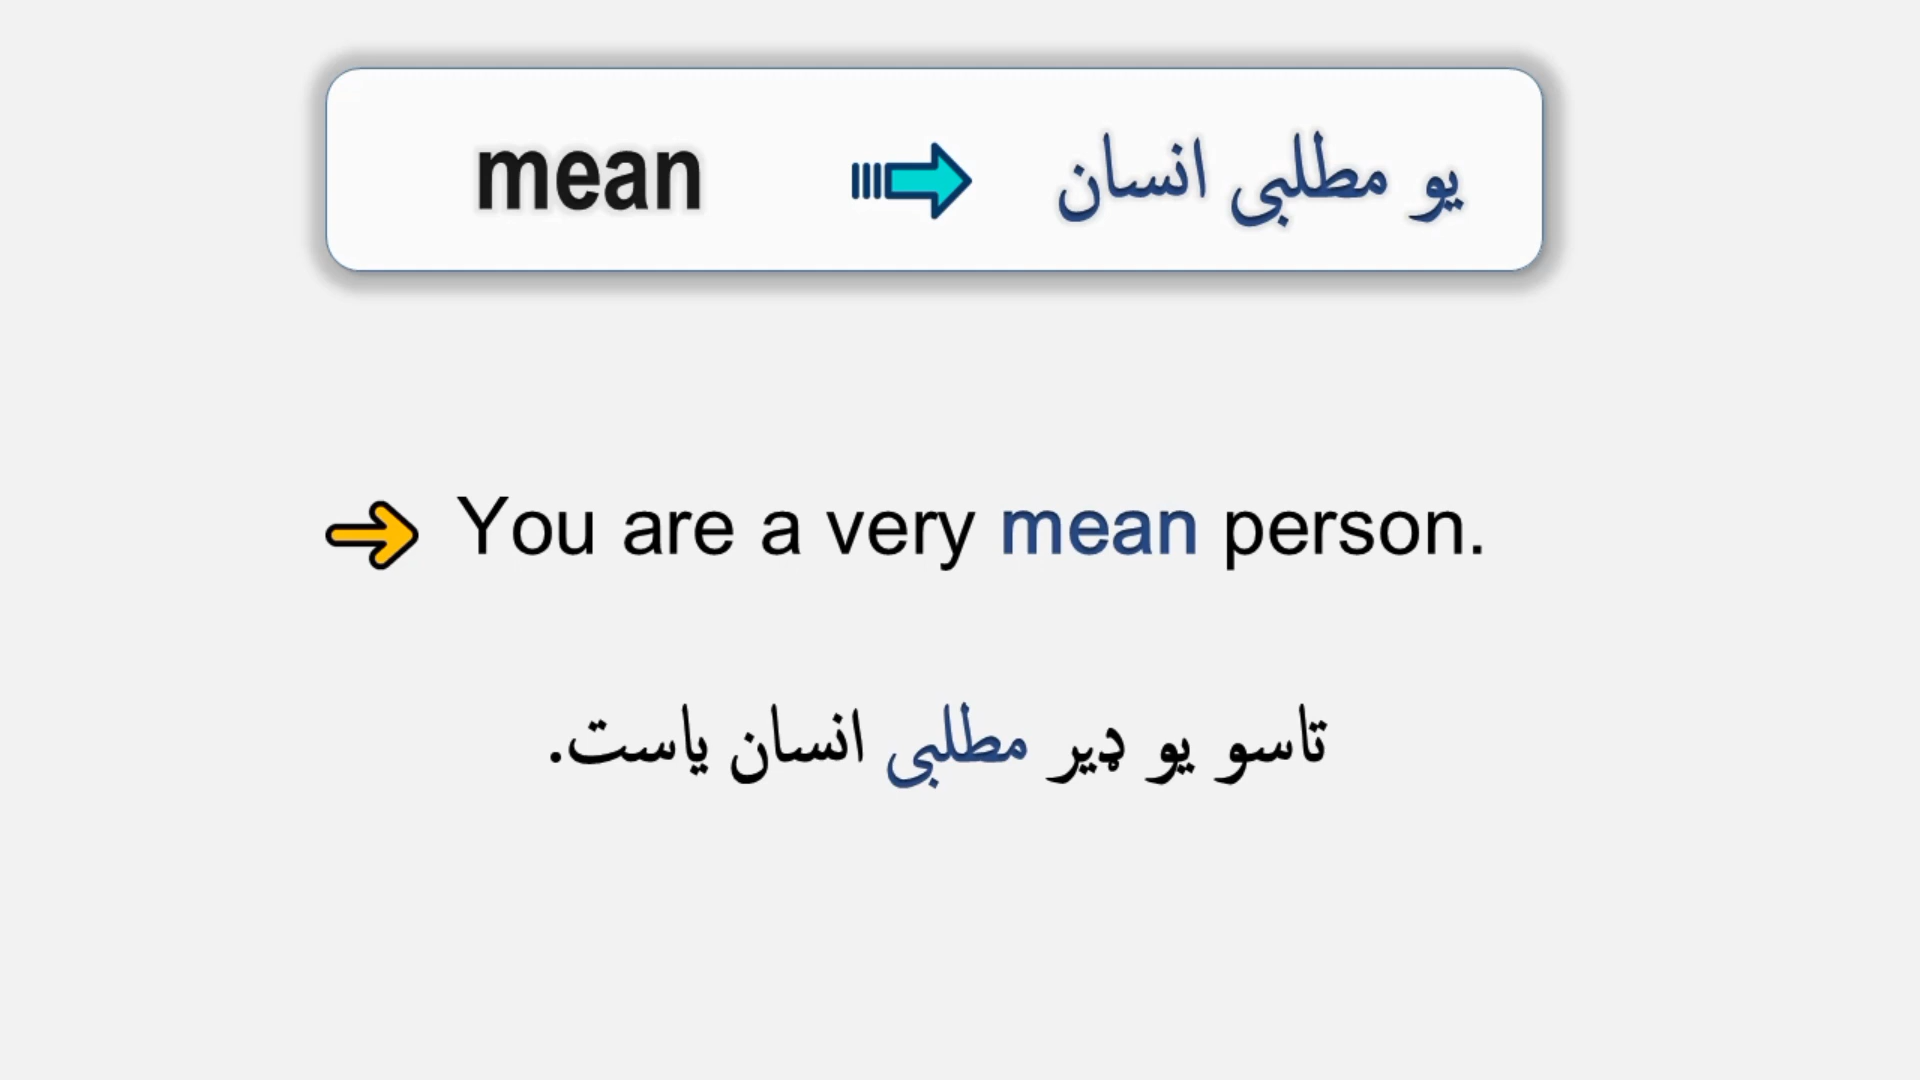 mean یو مطلبی انسان
You are a very mean person.
تاسو یو ډیر مطلبی انسان یاست.